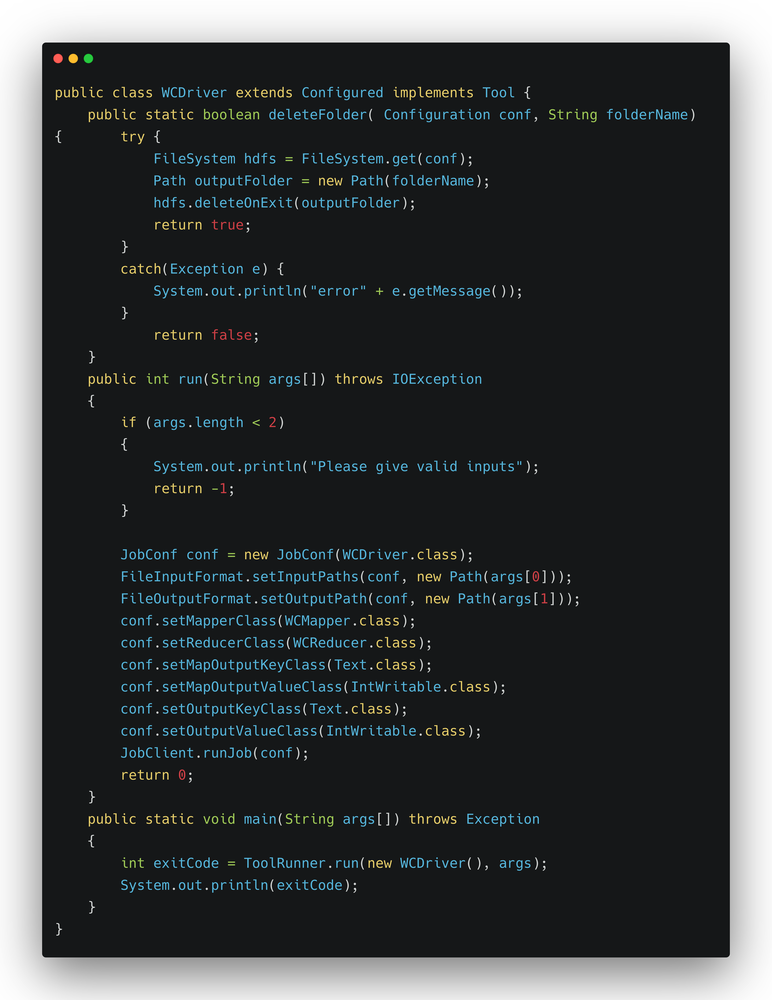 public class WCDriver extends Configured implements Tool {
    public static boolean deleteFolder( Configuration conf, String folderName)
{       try {
            FileSystem hdfs = FileSystem.get(conf);
            Path outputFolder = new Path(folderName);
            hdfs.deleteOnExit(outputFolder);
            return true;
        }
        catch(Exception e) {
            System.out.println("error" + e.getMessage());
        }
            return false;
    }
    public int run(String args[]) throws IOException
    {
        if (args.length < 2)
        {
            System.out.println("Please give valid inputs");
            return -1;
        }

        JobConf conf = new JobConf(WCDriver.class);
        FileInputFormat.setInputPaths(conf, new Path(args[0]));
        FileOutputFormat.setOutputPath(conf, new Path(args[1]));
        conf.setMapperClass(WCMapper.class);
        conf.setReducerClass(WCReducer.class);
        conf.setMapOutputKeyClass(Text.class);
        conf.setMapOutputValueClass(IntWritable.class);
        conf.setOutputKeyClass(Text.class);
        conf.setOutputValueClass(IntWritable.class);
        JobClient.runJob(conf);
        return 0;
    }
    public static void main(String args[]) throws Exception
    {
        int exitCode = ToolRunner.run(new WCDriver(), args);
        System.out.println(exitCode);
    }
}